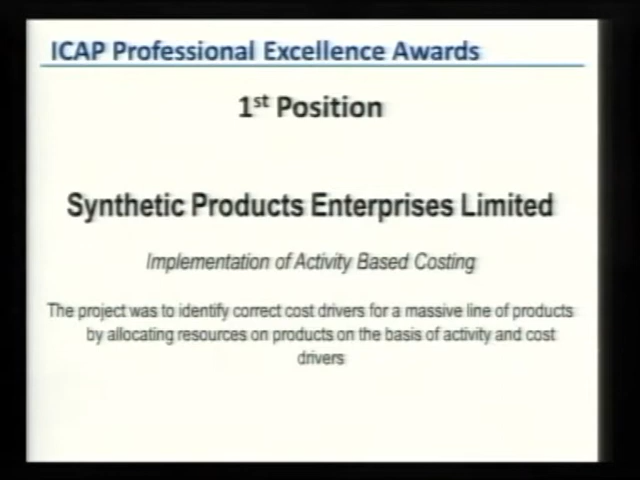 ICAP Professional Excellence Awards
1st Position
Synthetic Products Enterprises Limited
Implementation of Activity Based Costing
The project was to identify correct cost drivers for a massive line of products
by allocating resources on products on the basis of activity and cost
drivers